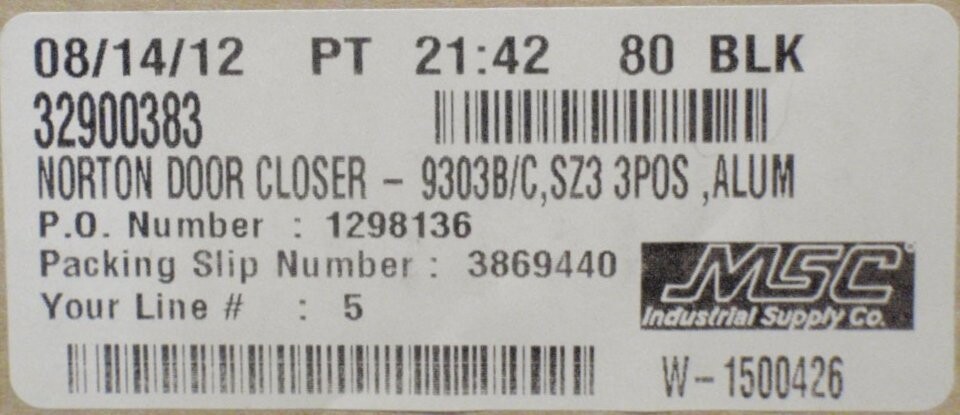 08/14/12 PT 21:42 80 BLK
32900383
NORTON DOOR CLOSER - 9303B/C,SZ3 3POS ,ALUM
P.O. Number : 1298136
Packing Slip Number : 3869440
Your Line # : 5
MSC
Industrial Supply Co.
W-1500426